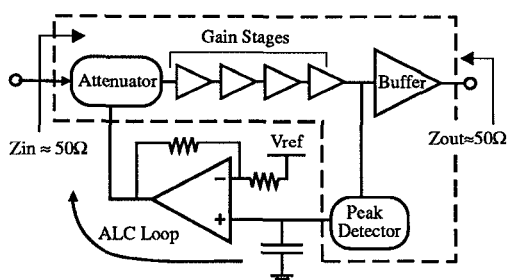 Gain Stages
Attenuator
Buffer
Zin ≈ 50Ω
Zout≈50Ω
Vref
-
+
Peak
Detector
ALC Loop